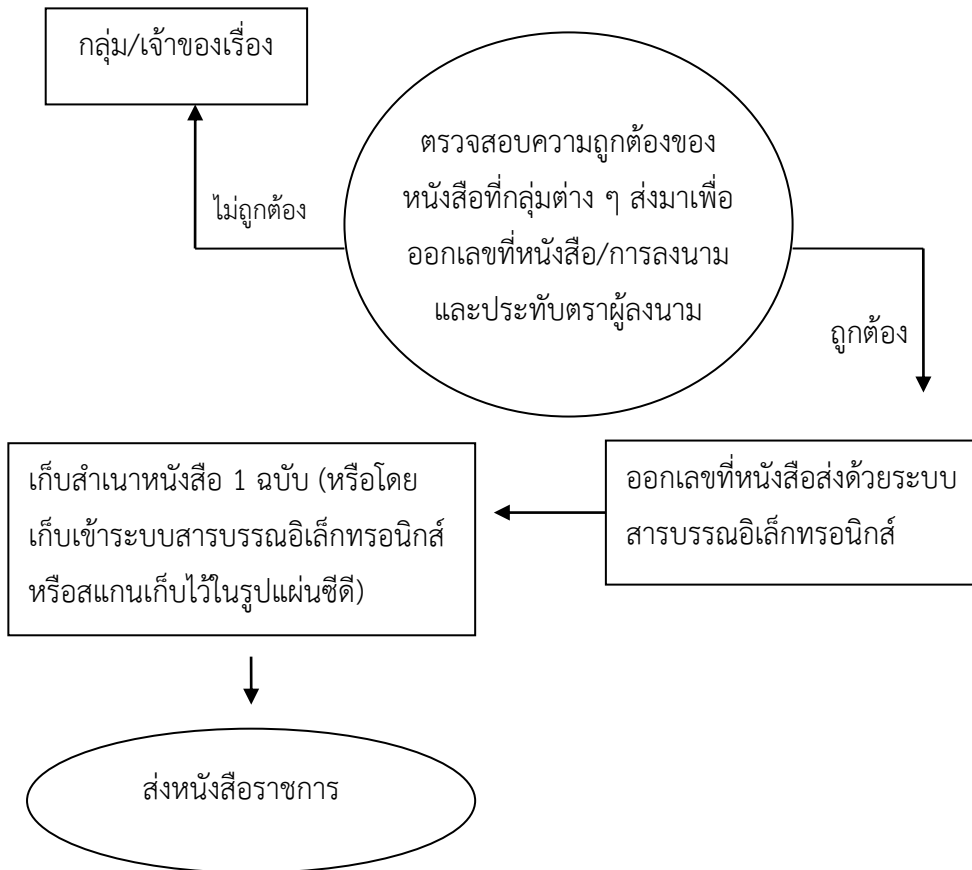 กลุ่ม/เจ้าของเรื่อง
ตรวจสอบความถูกต้องของ
หนังสือที่กลุ่มต่าง ๆ ส่งมาเพื่อ
ออกเลขที่หนังสือ/การลงนาม
และประทับตราผู้ลงนาม
ไม่ถูกต้อง
ถูกต้อง
ออกเลขที่หนังสือส่งด้วยระบบ
สารบรรณอิเล็กทรอนิกส์
เก็บสำเนาหนังสือ 1 ฉบับ (หรือโดย
เก็บเข้าระบบสารบรรณอิเล็กทรอนิกส์
หรือสแกนเก็บไว้ในรูปแผ่นซีดี)
ส่งหนังสือราชการ